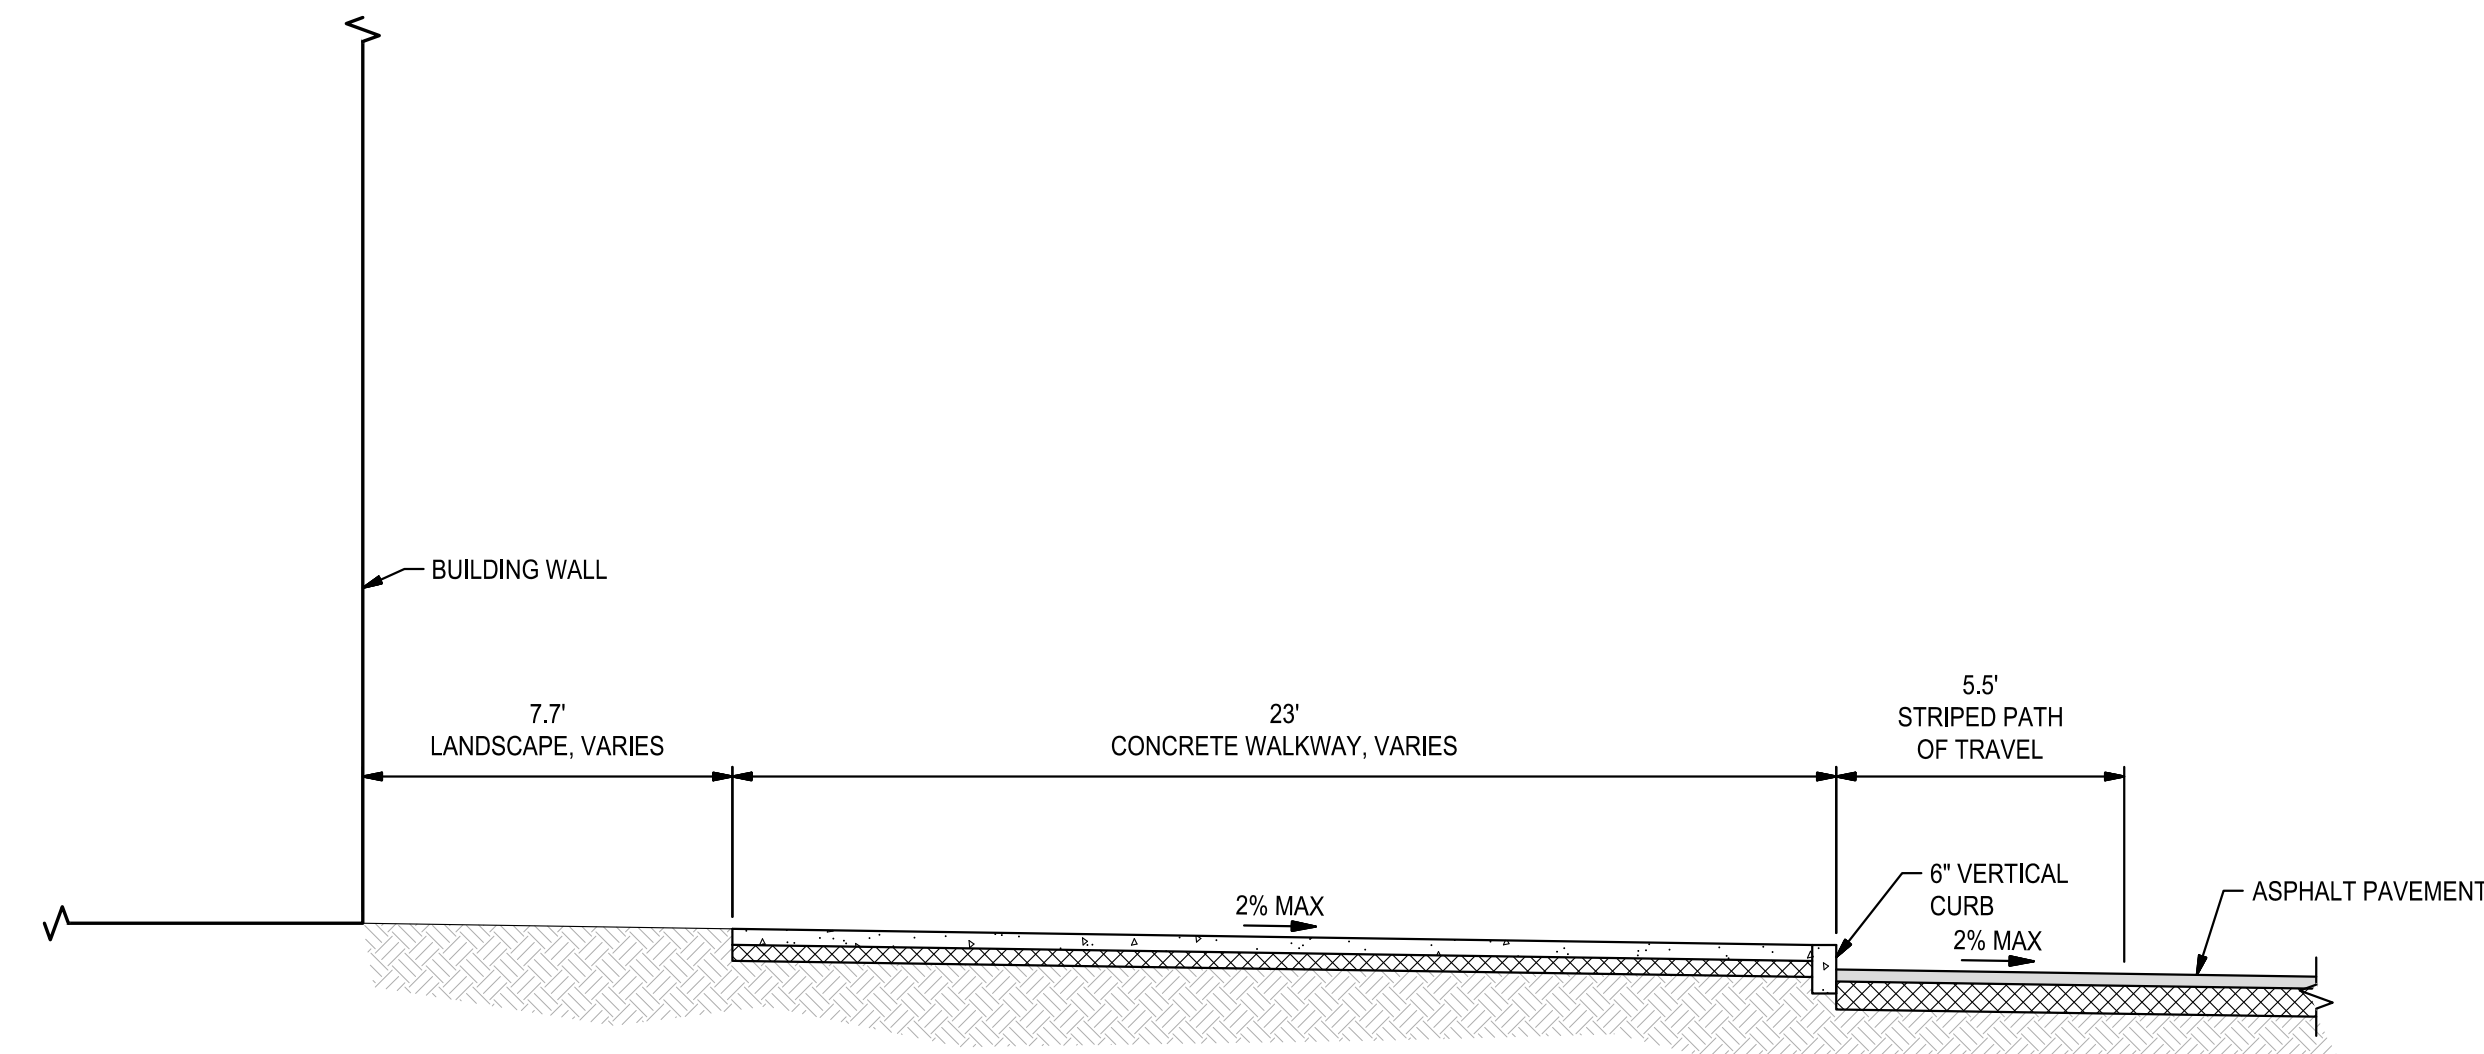 BUILDING WALL
7.7'
LANDSCAPE, VARIES
23'
CONCRETE WALKWAY, VARIES
5.5'
STRIPED PATH
OF TRAVEL
2% MAX
6" VERTICAL
CURB
2% MAX
ASPHALT PAVEMENT